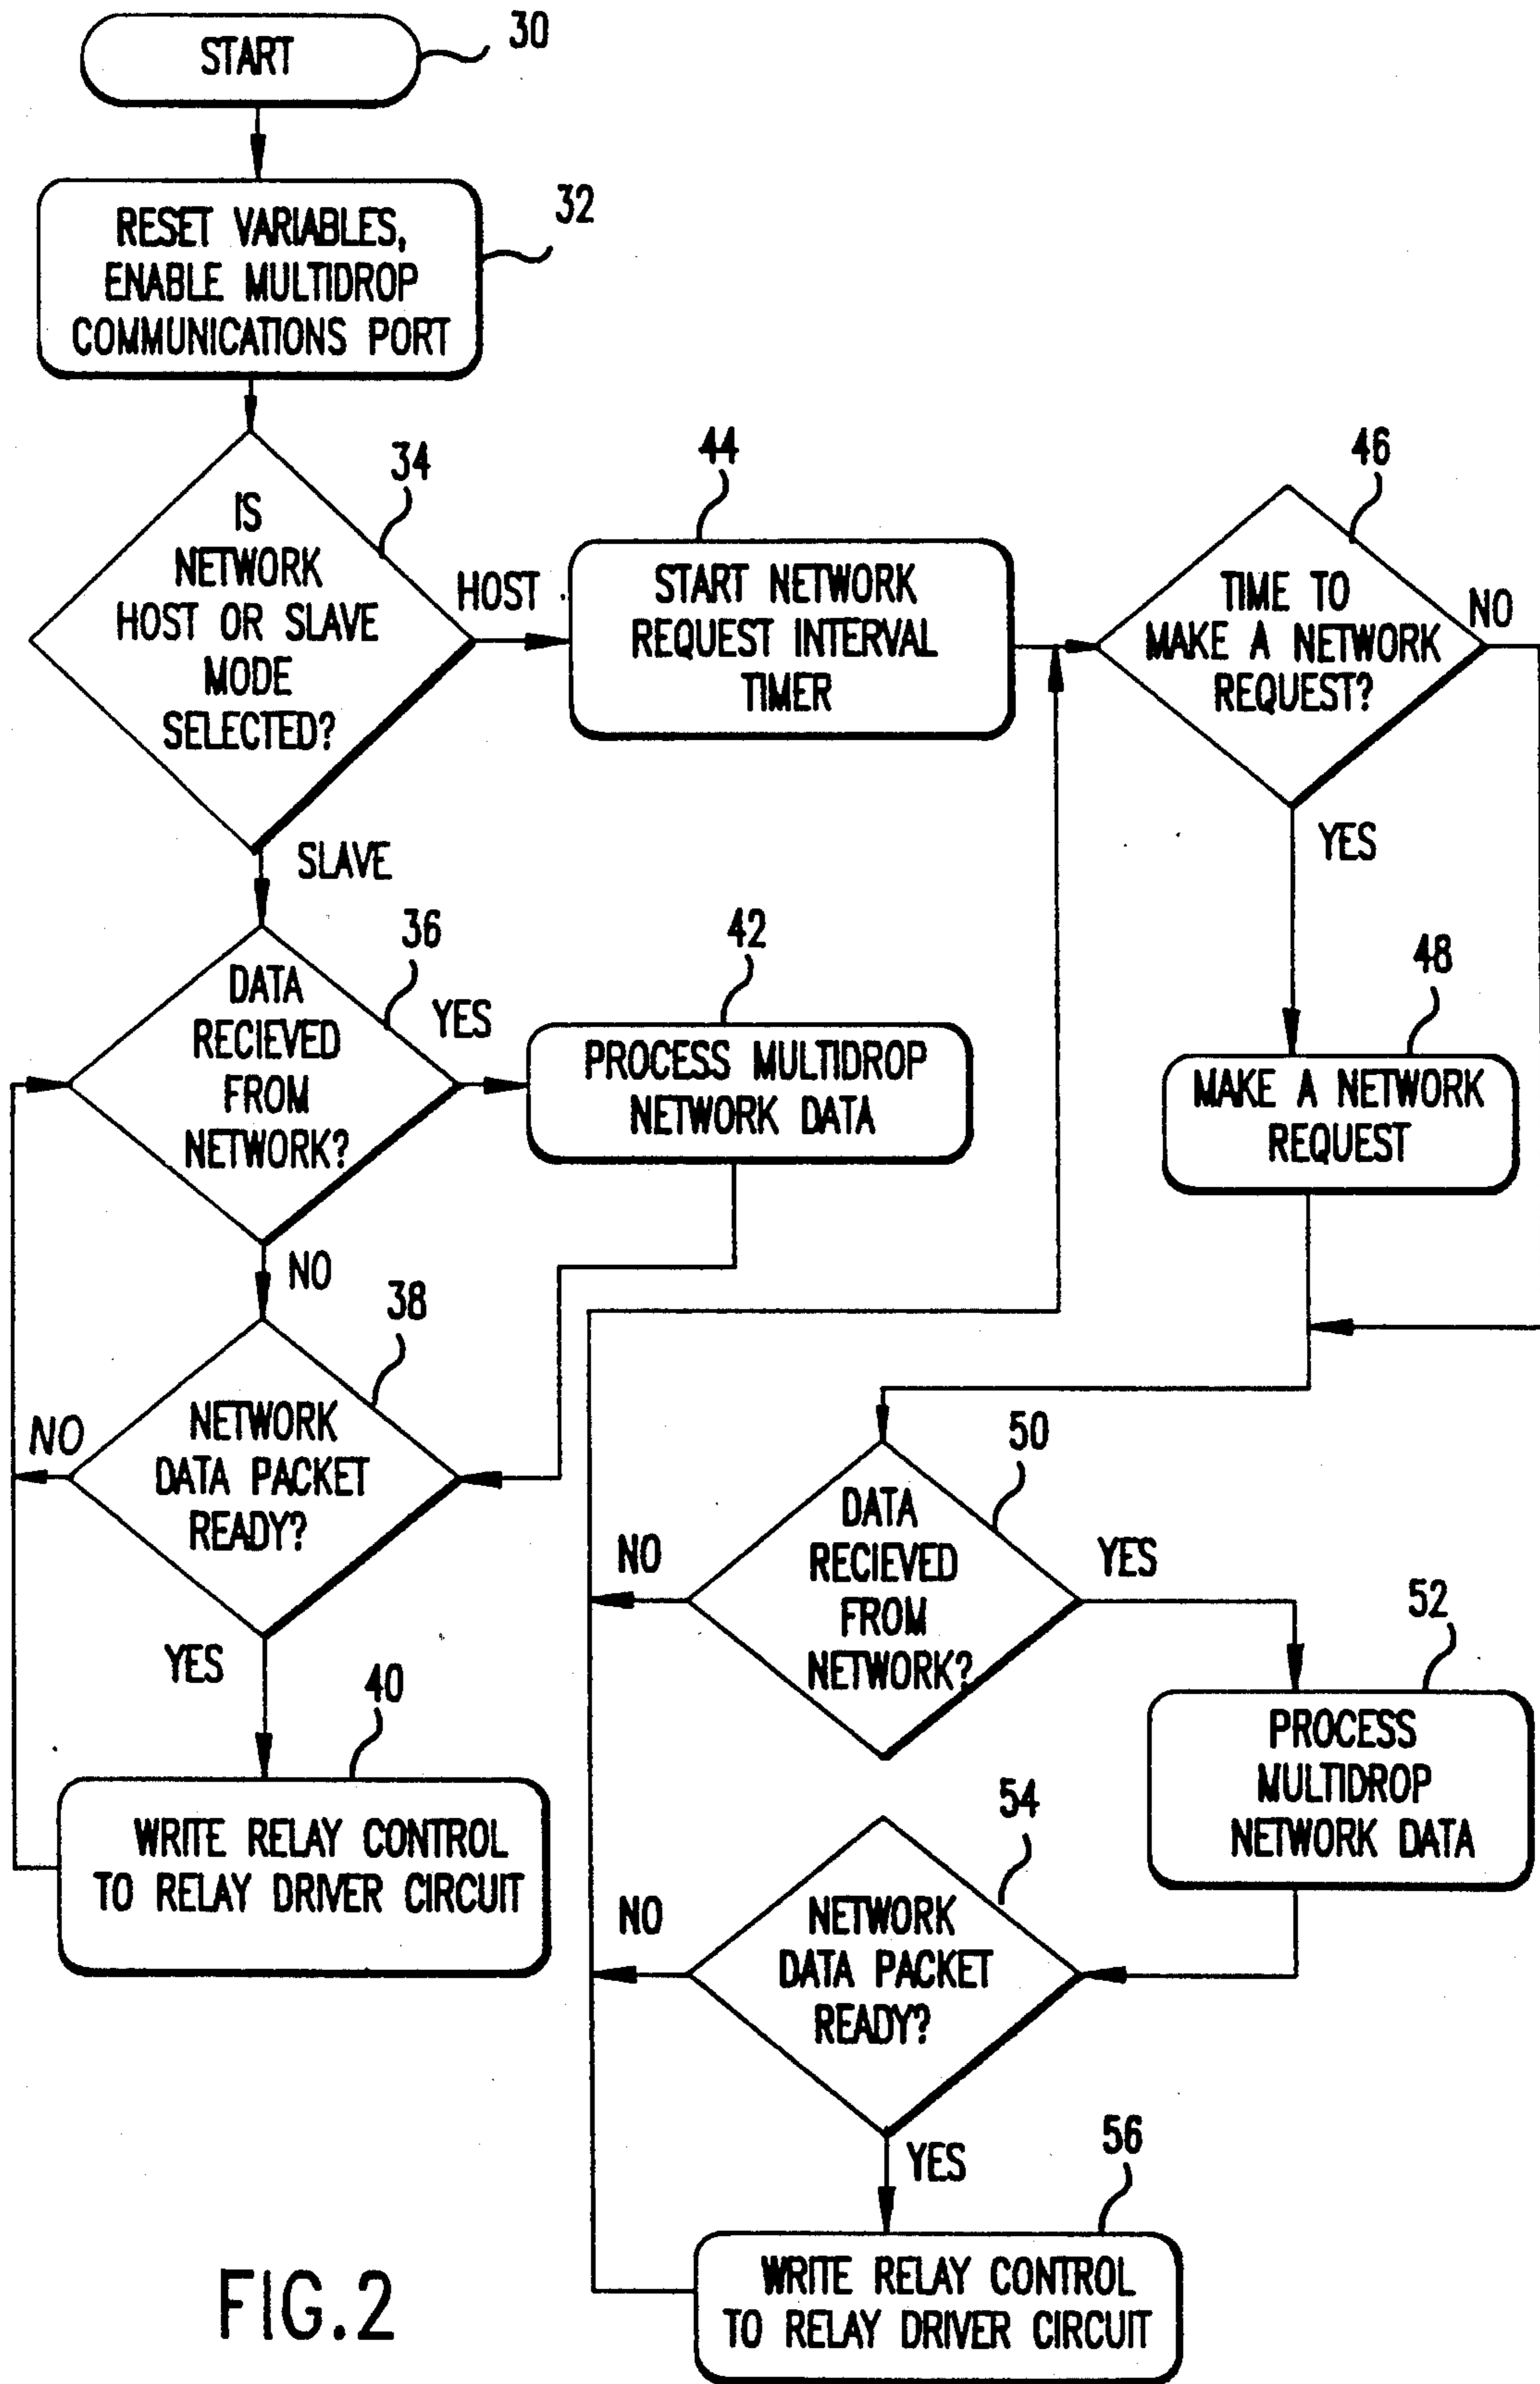 START
30
RESET VARIABLES,
ENABLE MULTIDROP
COMMUNICATIONS PORT
32
IS
NETWORK
HOST OR SLAVE
MODE
SELECTED?
34
HOST
SLAVE
44
START NETWORK
REQUEST INTERVAL
TIMER
46
TIME TO
MAKE A NETWORK
REQUEST?
NO
YES
36
DATA
RECIEVED
FROM
NETWORK?
YES
NO
42
PROCESS MULTIDROP
NETWORK DATA
48
MAKE A NETWORK
REQUEST
38
NETWORK
DATA PACKET
READY?
NO
YES
40
WRITE RELAY CONTROL
TO RELAY DRIVER CIRCUIT
50
DATA
RECIEVED
FROM
NETWORK?
NO
YES
52
PROCESS
MULTIDROP
NETWORK DATA
54
NETWORK
DATA PACKET
READY?
NO
YES
56
WRITE RELAY CONTROL
TO RELAY DRIVER CIRCUIT
FIG.2